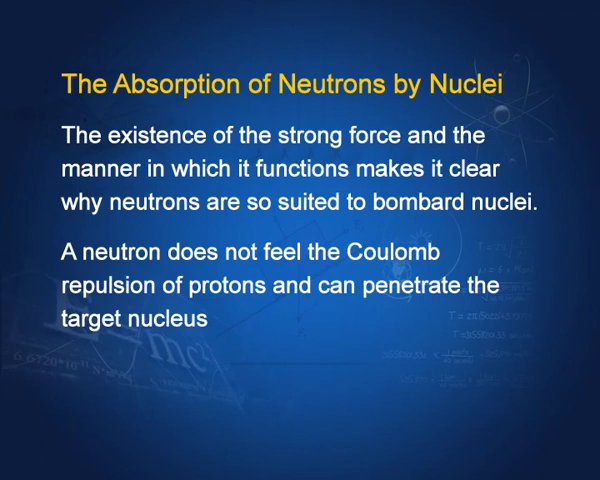 The Absorption of Neutrons by Nuclei
The existence of the strong force and the
manner in which it functions makes it clear
why neutrons are so suited to bombard nuclei.
A neutron does not feel the Coulomb
repulsion of protons and can penetrate the
target nucleus